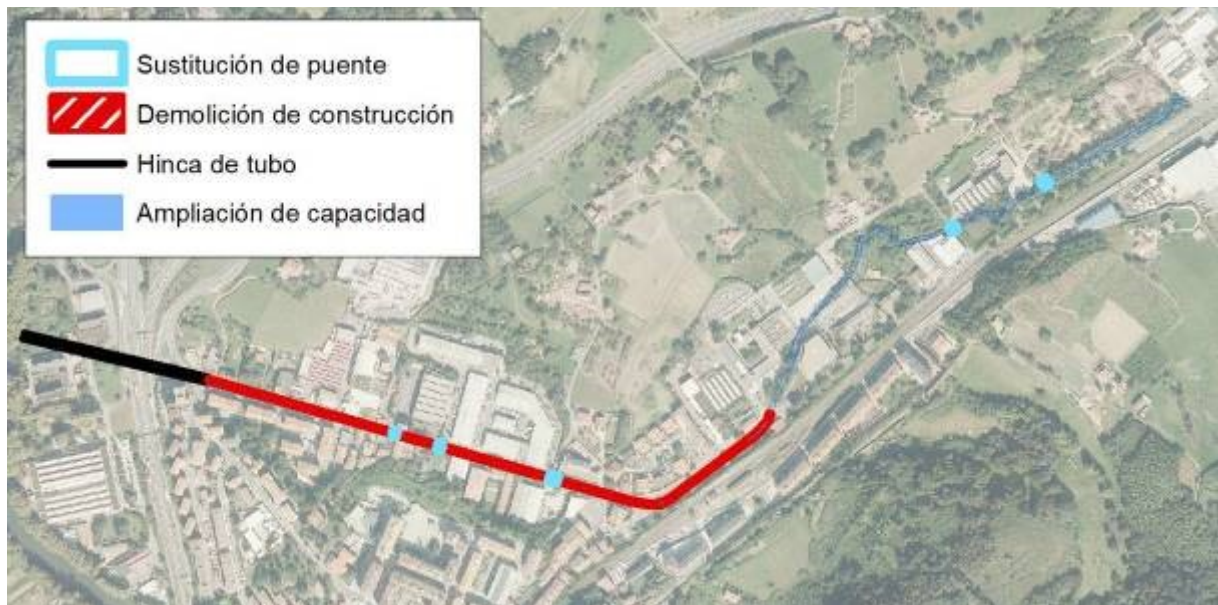 Sustitución de puente
Demolición de construcción
Hinca de tubo
Ampliación de capacidad